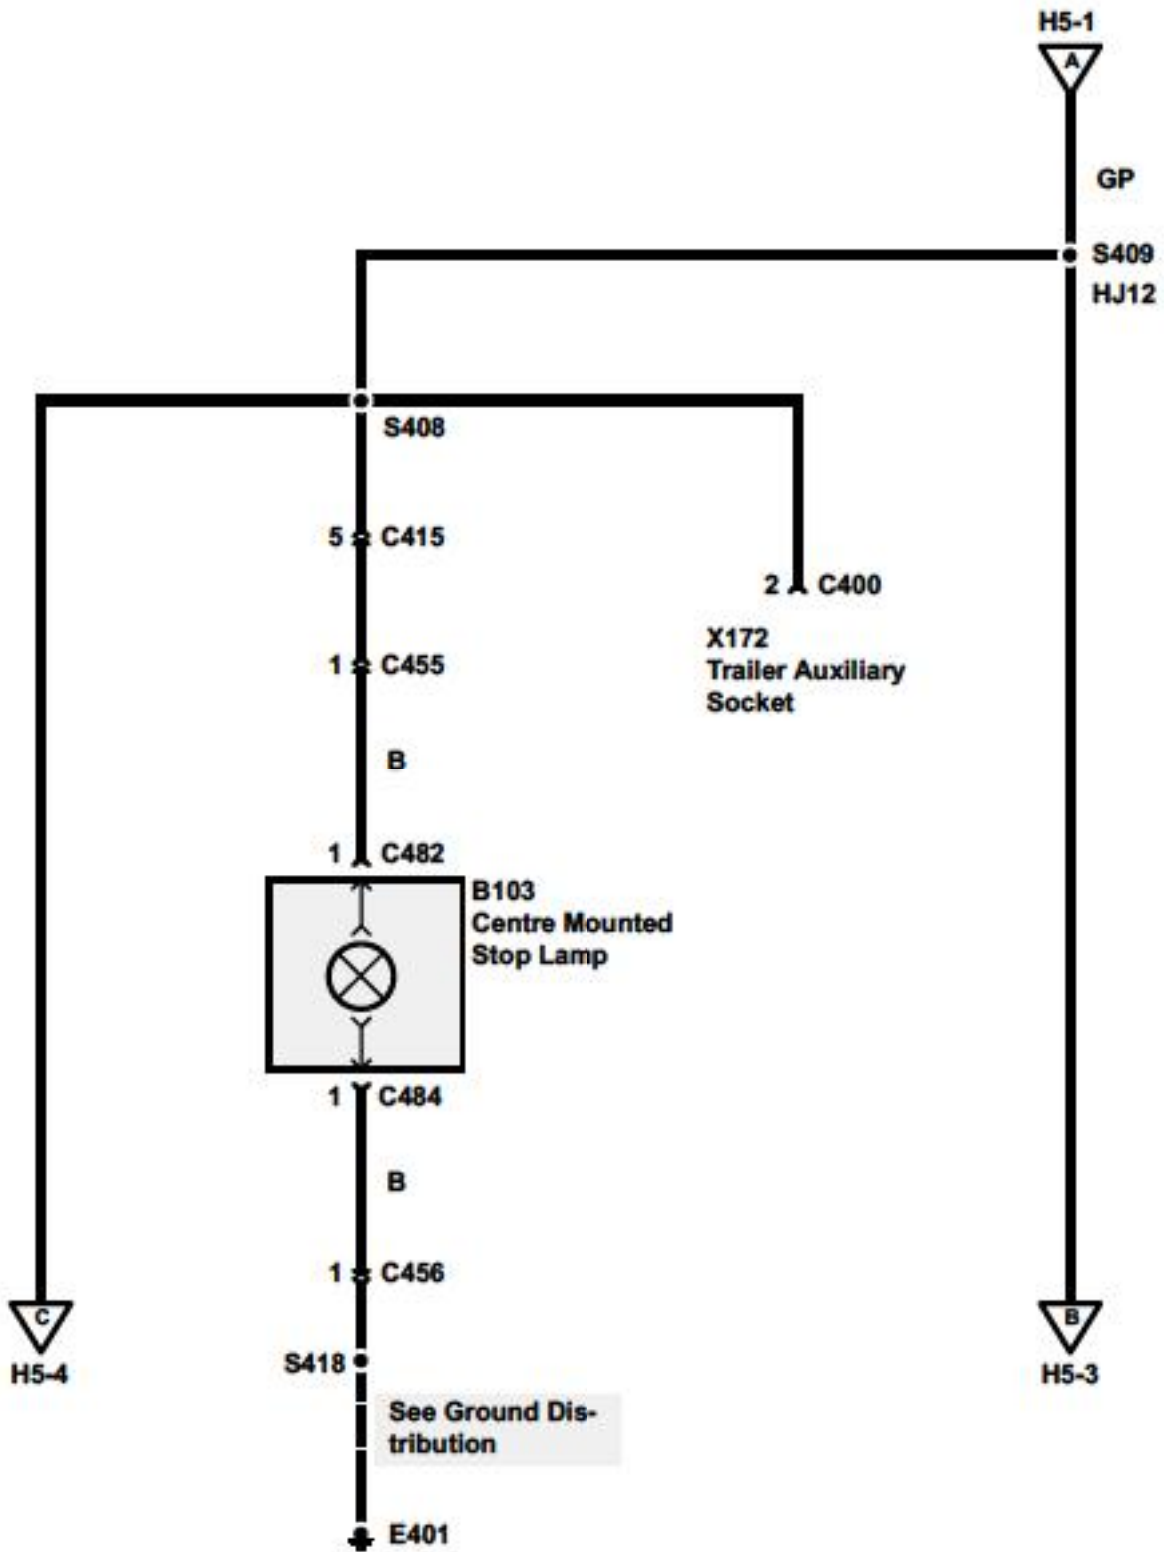 H5-1
A
GP
S409
HJ12
S408
5 C415
2 C400
X172
Trailer Auxiliary
Socket
1 C455
B
1 C482
B103
Centre Mounted
Stop Lamp
1 C484
B
1 C456
C
H5-4
B
H5-3
S418
See Ground Dis-
tribution
E401